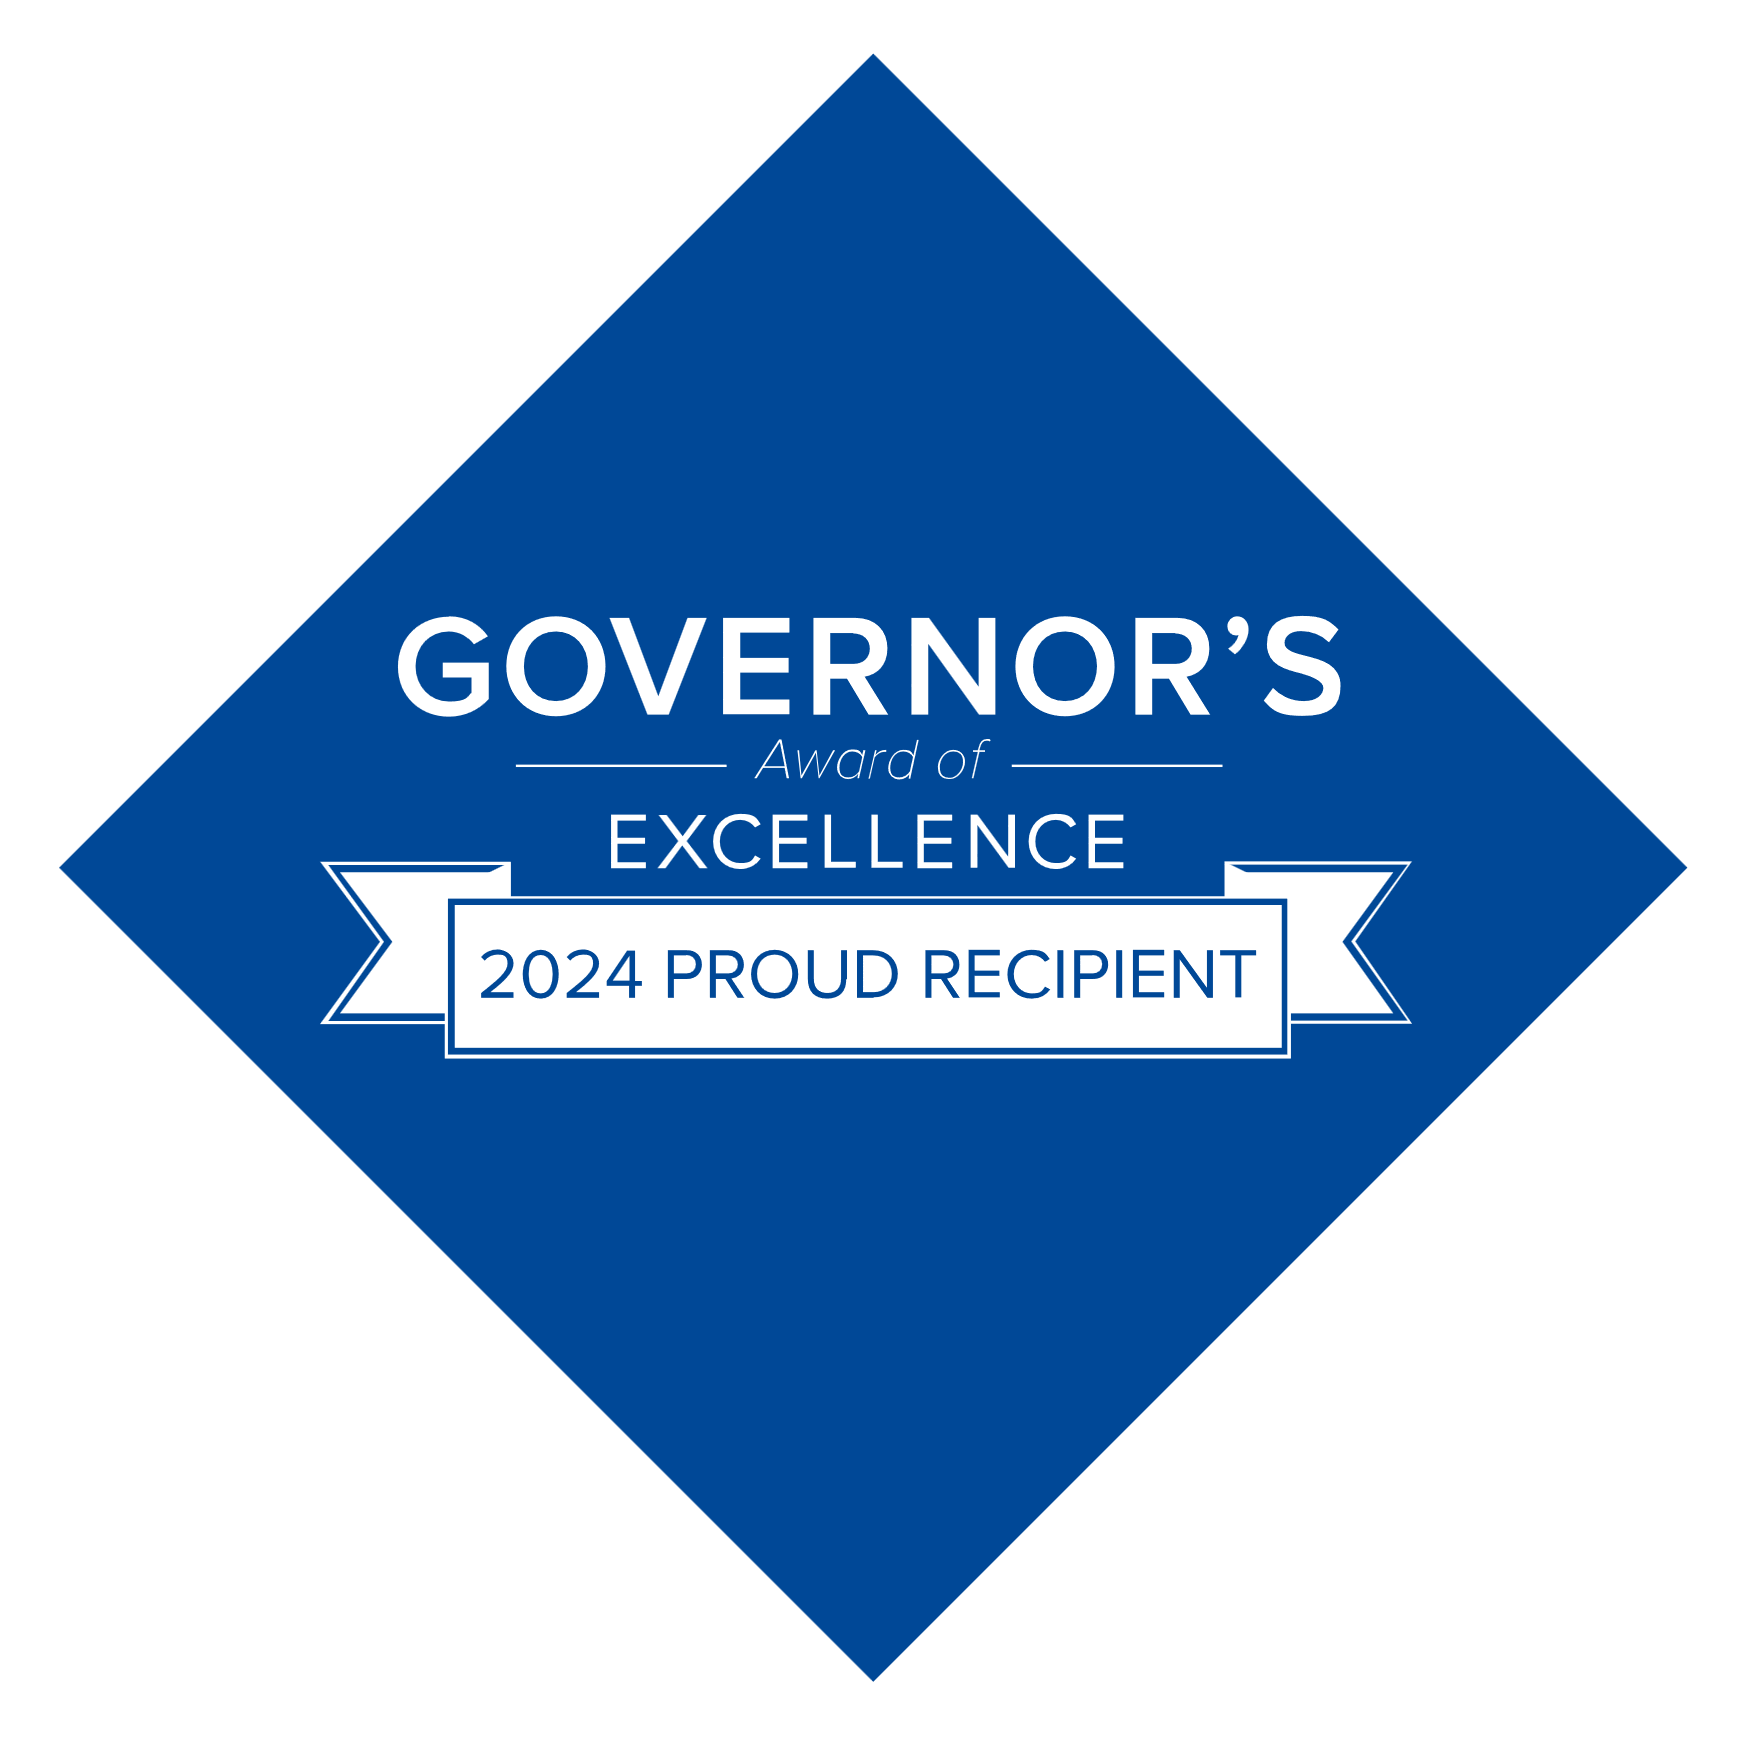 GOVERNOR’S
Award of
EXCELLENCE
2024 PROUD RECIPIENT